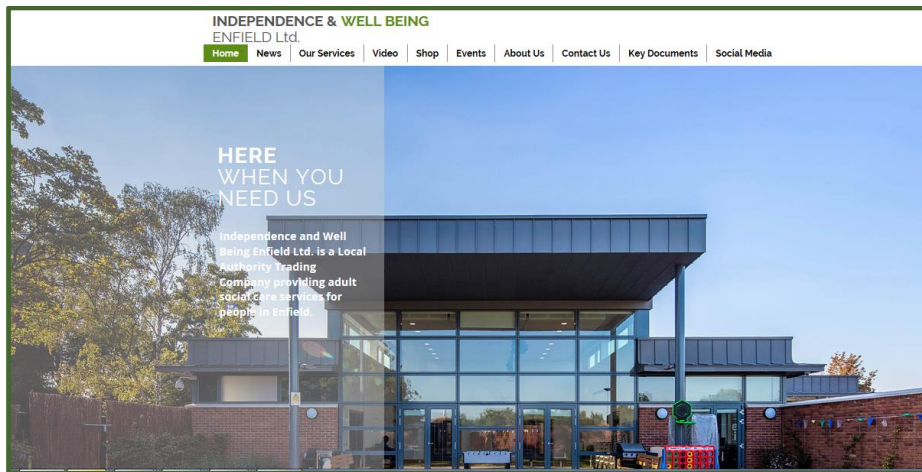 INDEPENDENCE & WELL BEING
ENFIELD Ltd.
Home News Our Services Video Shop Events About Us Contact Us Key Documents Social Media
HERE
WHEN YOU
NEED US
Independence and Well
Being Enfield Ltd. is a Local
Authority Trading
Company providing adult
social care services for
people in Enfield.